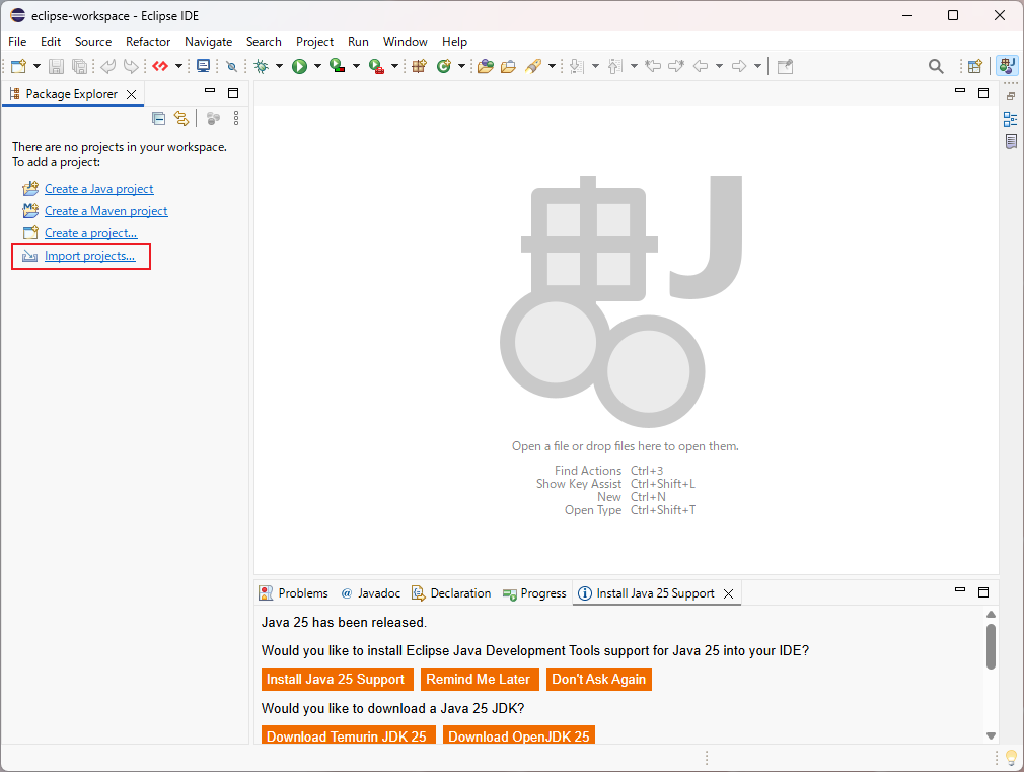 eclipse-workspace - Eclipse IDE
File Edit Source Refactor Navigate Search Project Run Window Help
Package Explorer
There are no projects in your workspace.
To add a project:
Create a Java project
Create a Maven project
Create a project...
Import projects...
J
Open a file or drop files here to open them.
Find Actions Ctrl+3
Show Key Assist Ctrl+Shift+L
New Ctrl+N
Open Type Ctrl+Shift+T
Problems @ Javadoc Declaration Progress Install Java 25 Support
Java 25 has been released.
Would you like to install Eclipse Java Development Tools support for Java 25 into your IDE?
Install Java 25 Support Remind Me Later Don't Ask Again
Would you like to download a Java 25 JDK?
Download Temurin JDK 25 Download OpenJDK 25